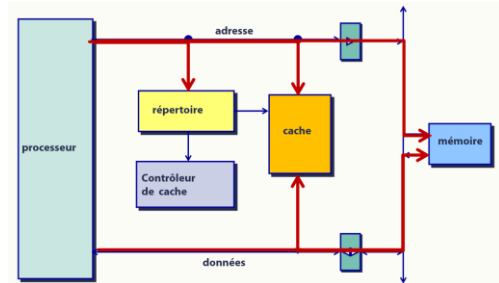 adresse
répertoire
cache
processeur
mémoire
Contrôleur
de cache
données